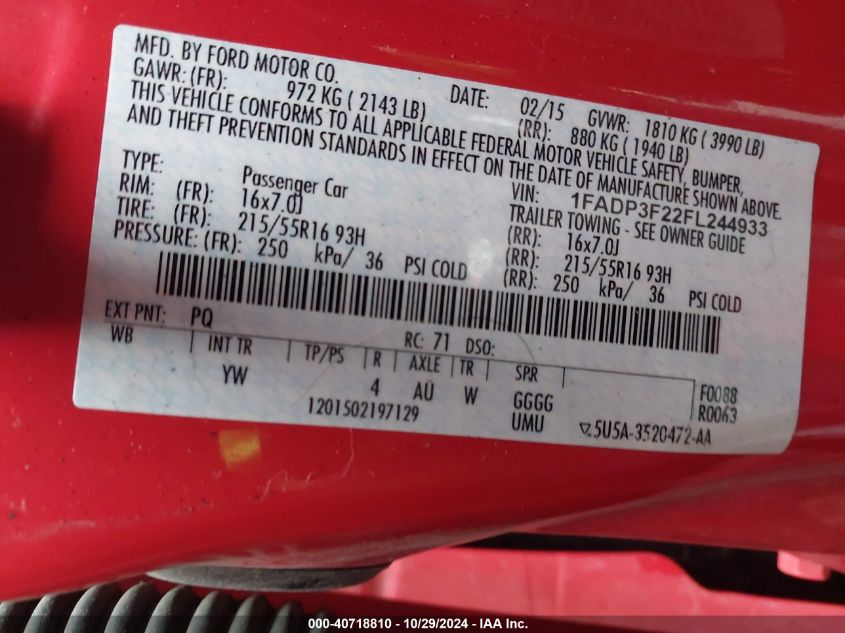 MFD. BY FORD MOTOR CO. DATE: 02/15 GVWR: 1810 KG ( 3990 LB)
GAWR: (FR): 972 KG ( 2143 LB) (RR): 880 KG ( 1940 LB)
THIS VEHICLE CONFORMS TO ALL APPLICABLE FEDERAL MOTOR VEHICLE SAFETY, BUMPER,
AND THEFT PREVENTION STANDARDS IN EFFECT ON THE DATE OF MANUFACTURE SHOWN ABOVE.
TYPE: Passenger Car VIN: 1FADP3F22FL244933
TRAILER TOWING - SEE OWNER GUIDE
RIM: (FR): 16x7.0J (RR): 16x7.0J
TIRE: (FR): 215/55R16 93H (RR): 215/55R16 93H
PRESSURE: (FR): 250 kPa/ 36 PSI COLD (RR): 250 kPa/ 36 PSI COLD
EXT PNT: PQ RC: 71 DSO:
WB INT TR TP/PS R AXLE TR SPR
YW 4 AU W GGGG F0088
1201502197129 UMU R0063
5U5A-3520472-AA
000-40718810 - 10/29/2024 - IAA Inc.